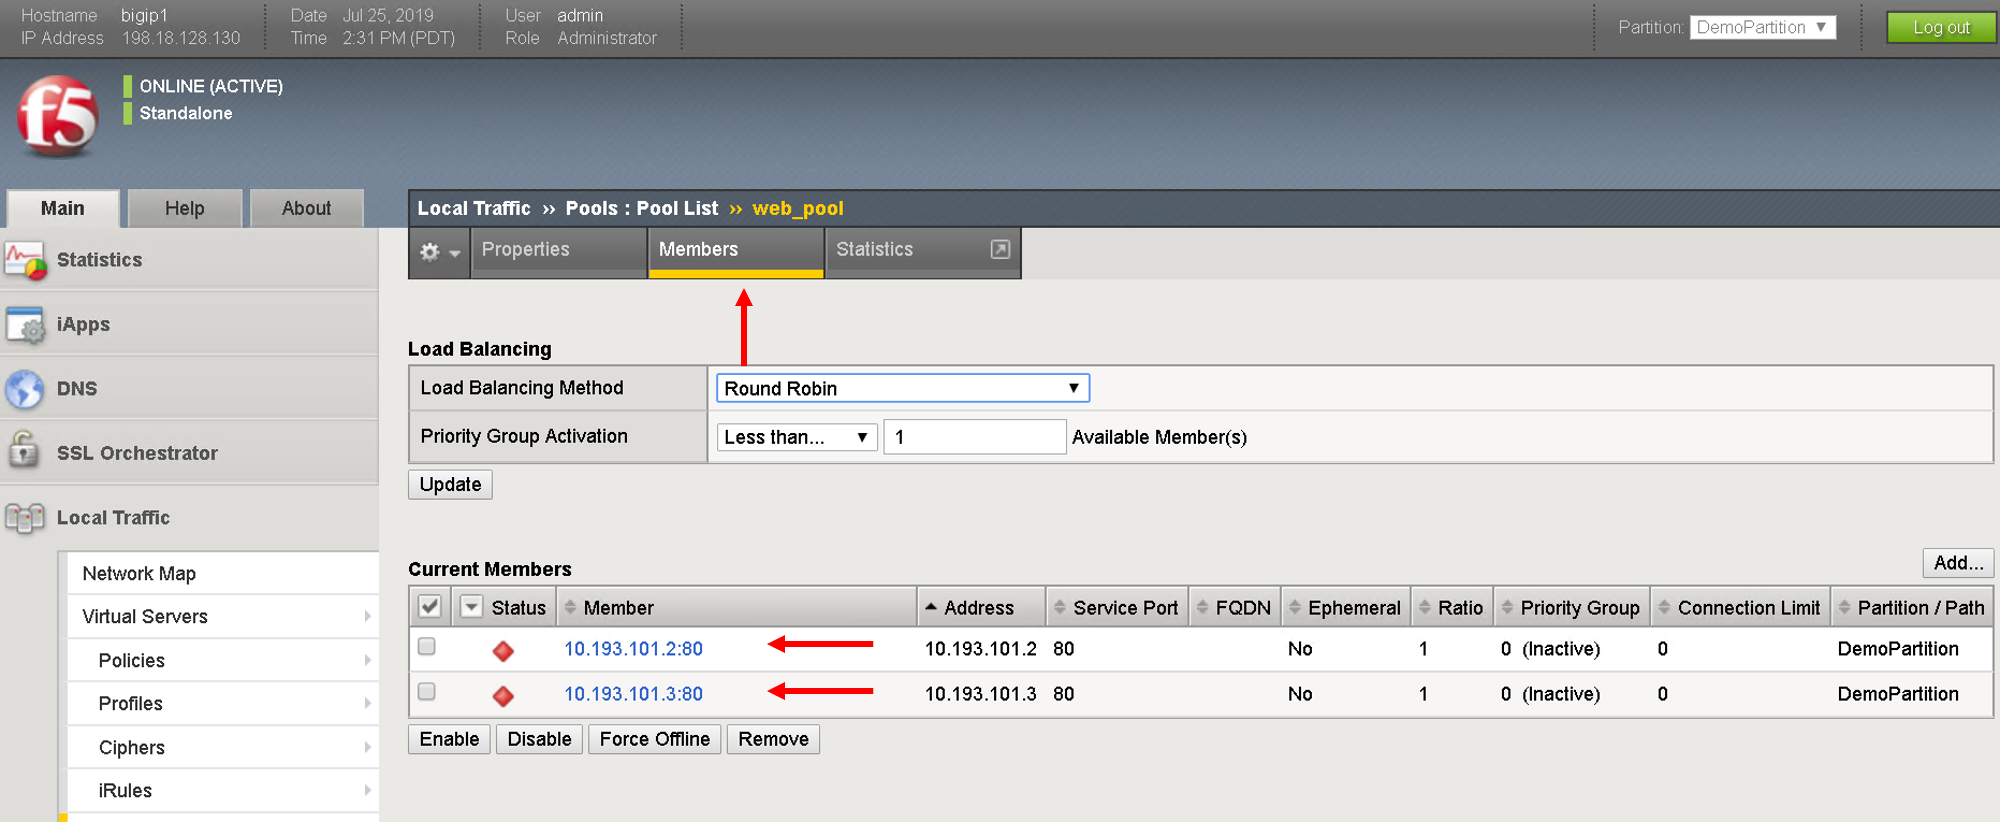 Hostname bigip1 Date Jul 25, 2019 User admin
IP Address 198.18.128.130 Time 2:31 PM (PDT) Role Administrator
Partition: DemoPartition Log out
f5
ONLINE (ACTIVE)
Standalone
Main Help About
Statistics
iApps
DNS
SSL Orchestrator
Local Traffic
Network Map
Virtual Servers
Policies
Profiles
Ciphers
iRules
Local Traffic ›› Pools : Pool List ›› web_pool
Properties Members Statistics
Load Balancing
Load Balancing Method Round Robin
Priority Group Activation Less than... 1 Available Member(s)
Update
Current Members Add...
Status Member Address Service Port FQDN Ephemeral Ratio Priority Group Connection Limit Partition / Path
10.193.101.2:80 10.193.101.2 80 No 1 0 (Inactive) 0 DemoPartition
10.193.101.3:80 10.193.101.3 80 No 1 0 (Inactive) 0 DemoPartition
Enable Disable Force Offline Remove